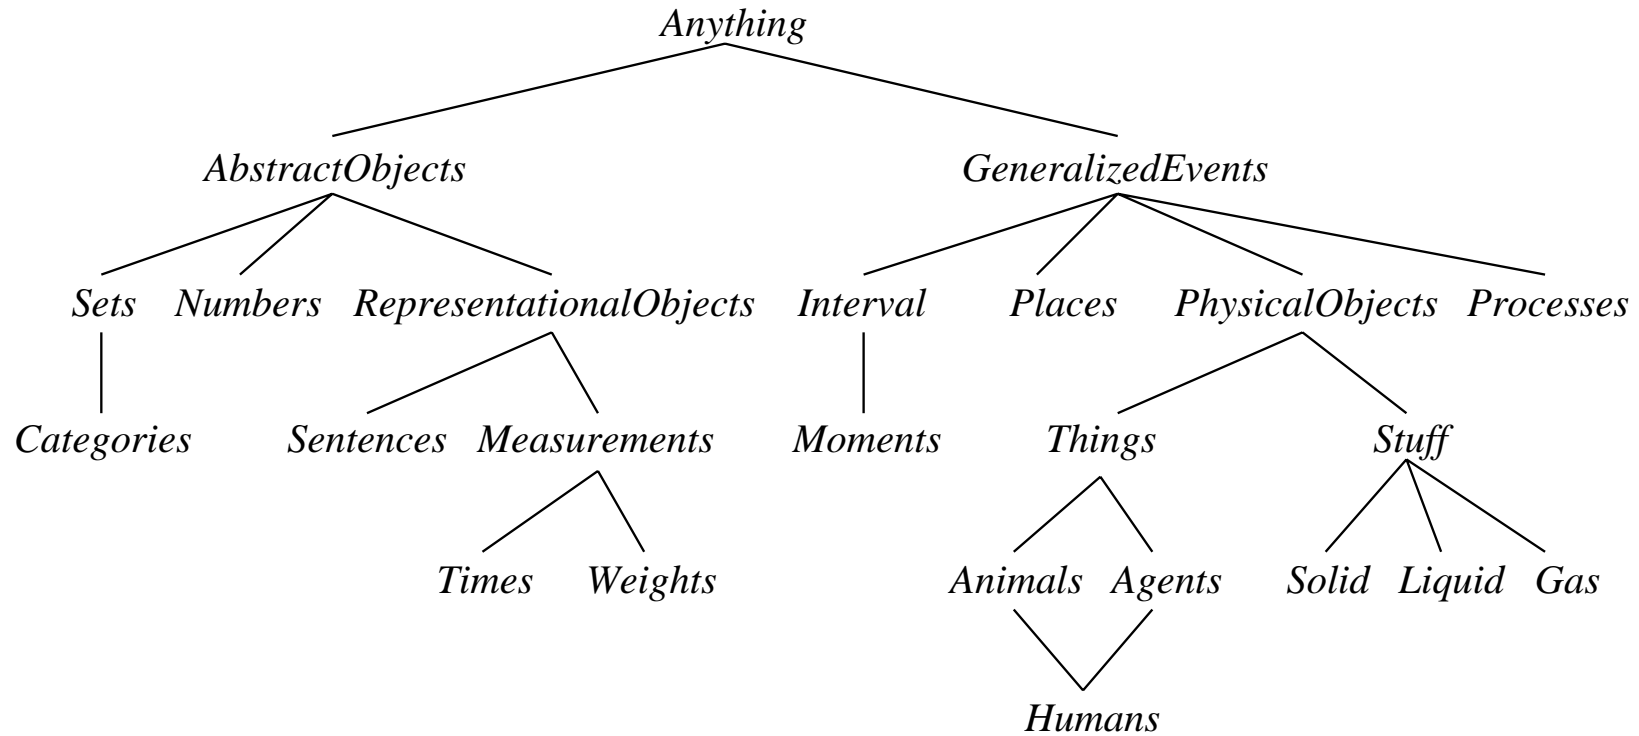 Anything
AbstractObjects GeneralizedEvents
Sets Numbers RepresentationalObjects Interval Places PhysicalObjects Processes
Categories Sentences Measurements Moments Things Stuff
Times Weights Animals Agents Solid Liquid Gas
Humans